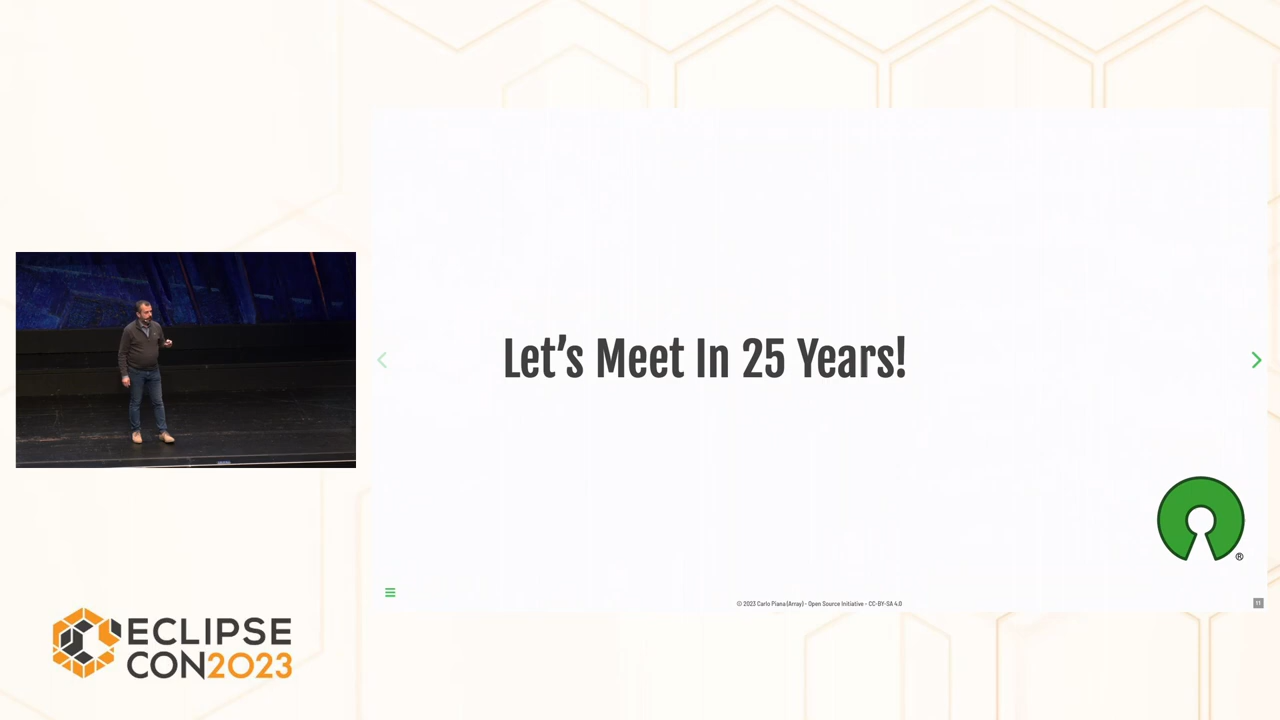 Let’s Meet In 25 Years!
®
© 2023 Carlo Piana (Array) - Open Source Initiative - CC-BY-SA 4.0
11
ECLIPSE
CON2023